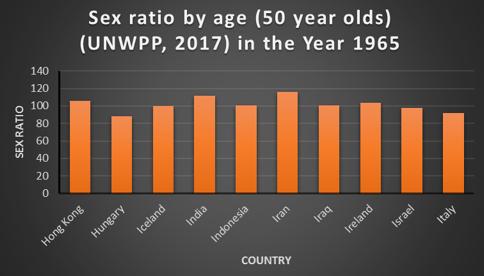 Sex ratio by age (50 year olds)
(UNWPP, 2017) in the Year 1965
SEX RATIO
140
120
100
80
60
40
20
0
Hong Kong
Hungary
Iceland
India
Indonesia
Iran
Iraq
Ireland
Israel
Italy
COUNTRY